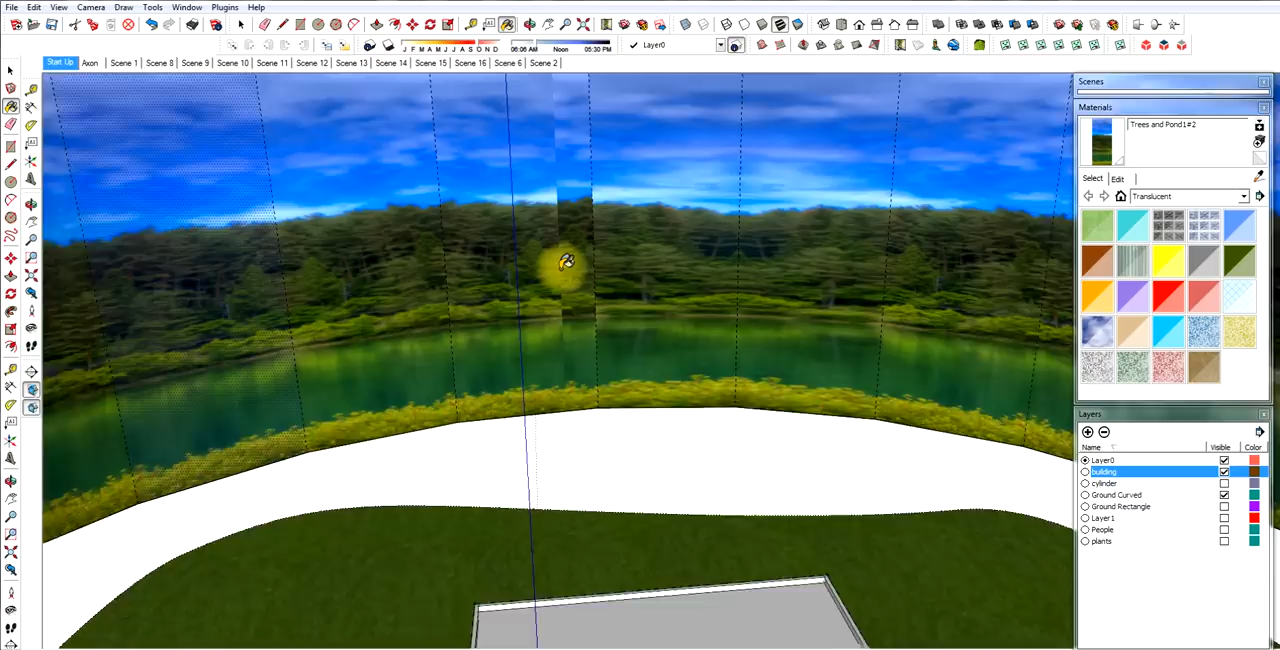 File Edit View Camera Draw Tools Window Plugins Help
J F M A M J J A S O N D 06:06 AM Noon 05:30 PM Layer0
Start Up Axon Scene 1 Scene 8 Scene 9 Scene 10 Scene 11 Scene 12 Scene 13 Scene 14 Scene 15 Scene 16 Scene 6 Scene 2
Scenes
Materials
Trees and Pond1#2
Select Edit
Translucent
Layers
Name Visible Color
Layer0
building
cylinder
Ground Curved
Ground Rectangle
Layer1
People
plants